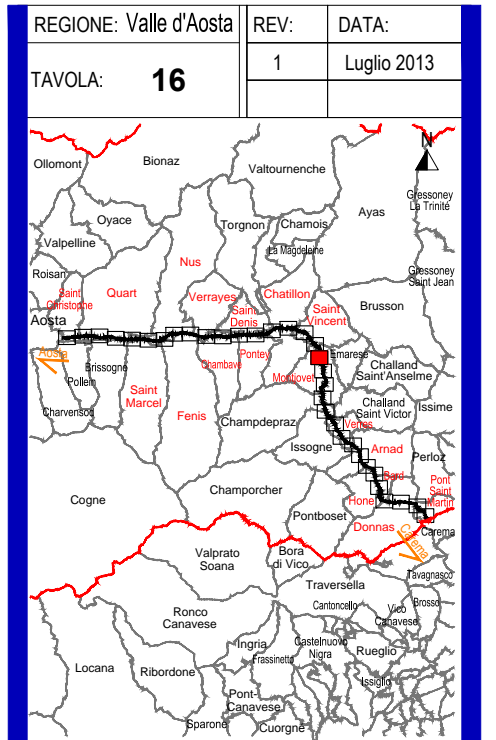 REGIONE: Valle d'Aosta
REV:
DATA:
TAVOLA: 16
1
Luglio 2013
N
Ollomont
Bionaz
Valtournenche
Gressoney
La Trinité
Oyace
Torgnon
Chamois
Ayas
Valpelline
La Magdeleine
Roisan
Nus
Gressoney
Saint Jean
Saint
Christophe
Quart
Verrayes
Chatillon
Saint
Denis
Saint
Vincent
Brusson
Aosta
Aosta
Brissogne
Chambave
Pontey
Emarese
Pollein
Saint
Marcel
Montjovet
Challand
Saint'Anselme
Charvensod
Fenis
Champdepraz
Challand
Saint Victor
Issime
Verres
Issogne
Arnad
Perloz
Bard
Cogne
Champorcher
Hone
Pont
Saint
Martin
Pontboset
Donnas
Carema
Carema
Valprato
Soana
Bora
di Vico
Traversella
Tavagnasco
Ronco
Canavese
Cantoncello
Vico
Canavese
Brosso
Ingria
Castelnuovo
Nigra
Rueglio
Frassinetto
Locana
Ribordone
Issiglio
Pont-
Canavese
Sparone
Cuorgné